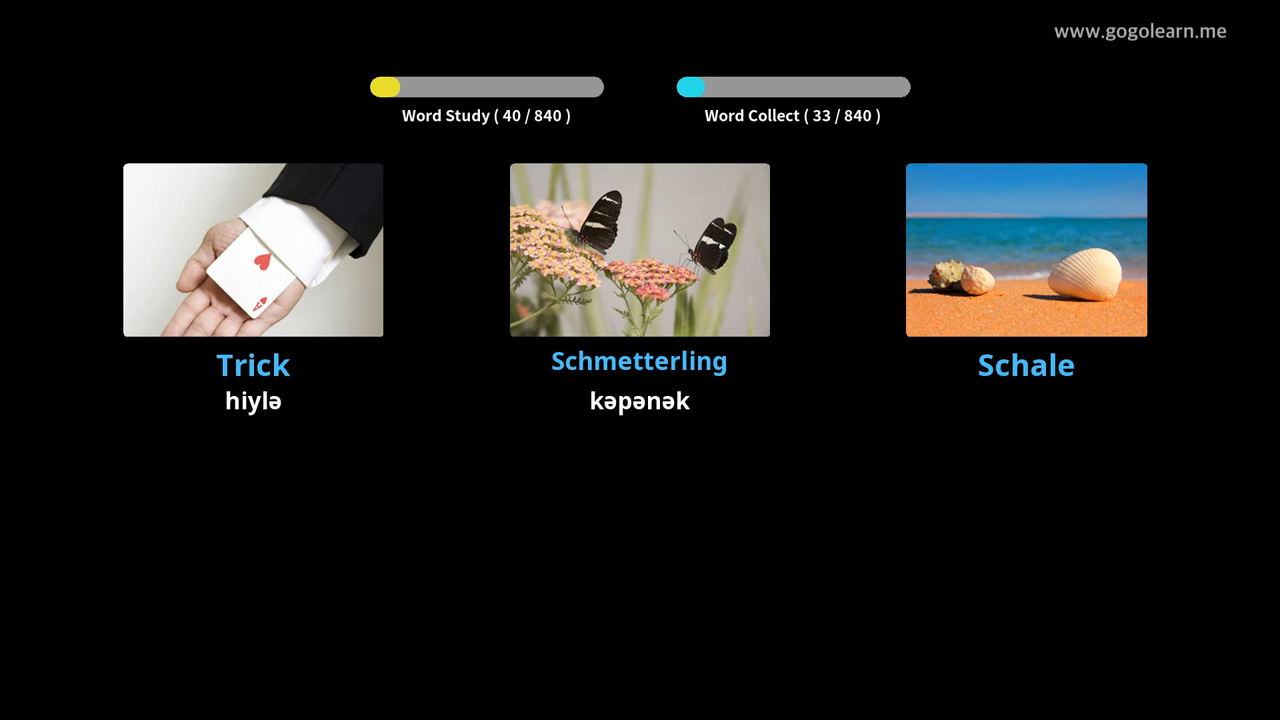 www.gogolearn.me
Word Study ( 40 / 840 )
Word Collect ( 33 / 840 )
Trick
hiylə
Schmetterling
kəpənək
Schale